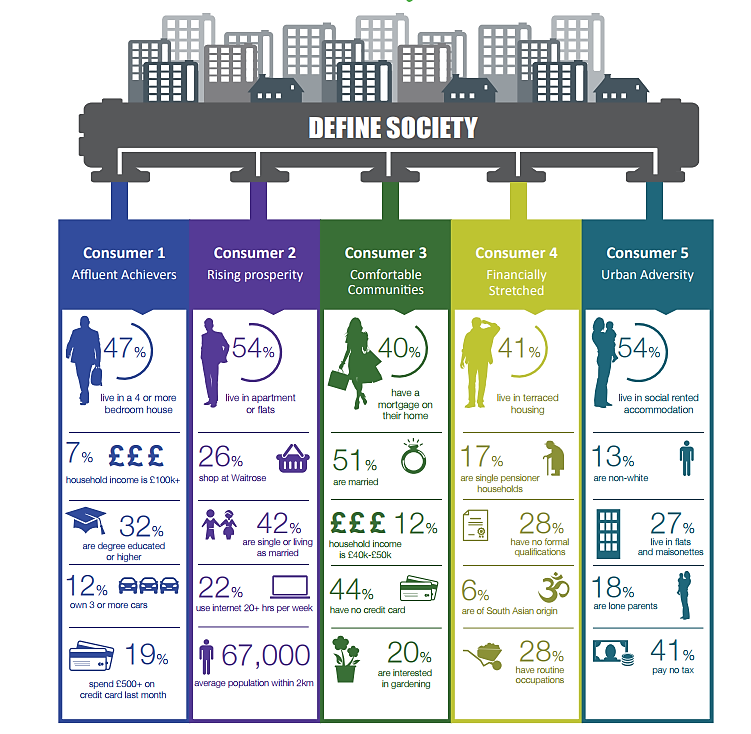 DEFINE SOCIETY
Consumer 1
Affluent Achievers
47%
live in a 4 or more
bedroom house
7% £££
household income is £100k+
32%
are degree educated
or higher
12%
own 3 or more cars
19%
spend £500+ on
credit card last month
Consumer 2
Rising prosperity
54%
live in apartment
or flats
26%
shop at Waitrose
42%
are single or living
as married
22%
use internet 20+ hrs per week
67,000
average population within 2km
Consumer 3
Comfortable
Communities
40%
have a
mortgage on
their home
51%
are married
£££ 12%
household income
is £40k-£50k
44%
have no credit card
20%
are interested
in gardening
Consumer 4
Financially
Stretched
41%
live in terraced
housing
17%
are single pensioner
households
28%
have no formal
qualifications
6% ॐ
are of South Asian origin
28%
have routine
occupations
Consumer 5
Urban Adversity
54%
live in social rented
accommodation
13%
are non-white
27%
live in flats
and maisonettes
18%
are lone parents
41%
pay no tax